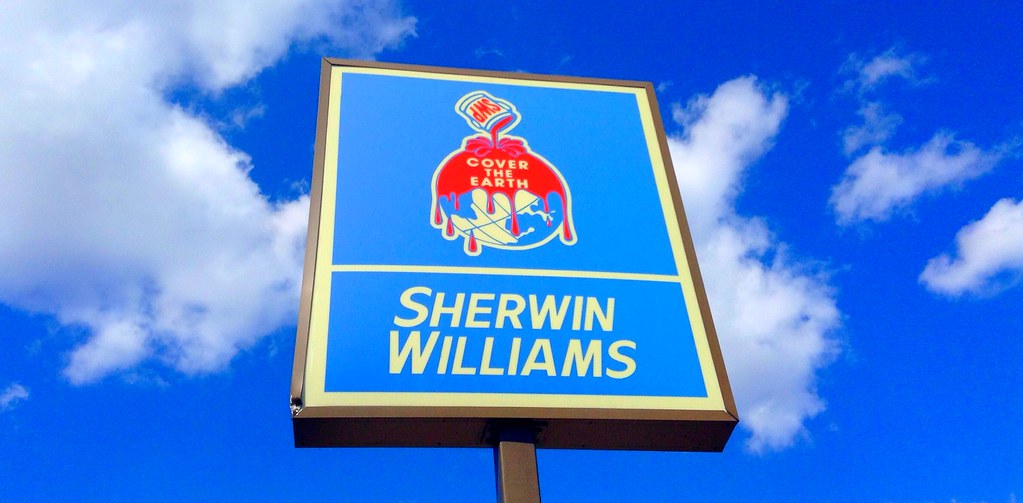 SWP
COVER
THE
EARTH
SHERWIN
WILLIAMS